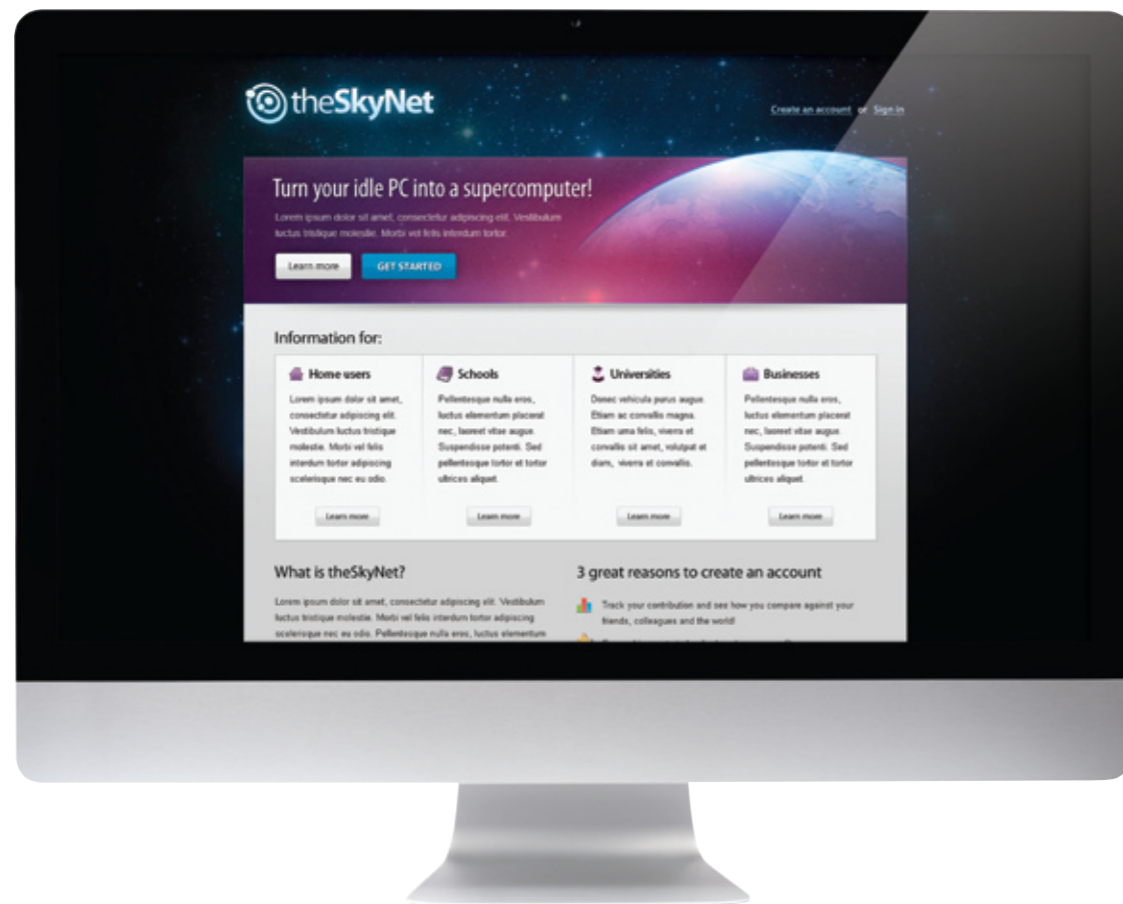 theSkyNet
Create an account or Sign in
Turn your idle PC into a supercomputer!
Lorem ipsum dolor sit amet, consectetur adipiscing elit. Vestibulum
luctus tristique molestie. Morbi vel felis interdum tortor.
Learn more
GET STARTED
Information for:
Home users
Lorem ipsum dolor sit amet,
consectetur adipiscing elit.
Vestibulum luctus tristique
molestie. Morbi vel felis
interdum tortor adipiscing
scelerisque nec eu odio.
Learn more
Schools
Pellentesque nulla eros,
luctus elementum placerat
nec, laoreet vitae augue.
Suspendisse potenti. Sed
pellentesque tortor et tortor
ultrices aliquet.
Learn more
Universities
Donec vehicula purus augue.
Etiam ac convallis magna.
Etiam urna felis, viverra et
convallis sit amet, volutpat et
diam, viverra et convallis.
Learn more
Businesses
Pellentesque nulla eros,
luctus elementum placerat
nec, laoreet vitae augue.
Suspendisse potenti. Sed
pellentesque tortor et tortor
ultrices aliquet.
Learn more
What is theSkyNet?
Lorem ipsum dolor sit amet, consectetur adipiscing elit. Vestibulum
luctus tristique molestie. Morbi vel felis interdum tortor adipiscing
scelerisque nec eu odio. Pellentesque nulla eros, luctus elementum
3 great reasons to create an account
Track your contribution and see how you compare against your
friends, colleagues and the world!